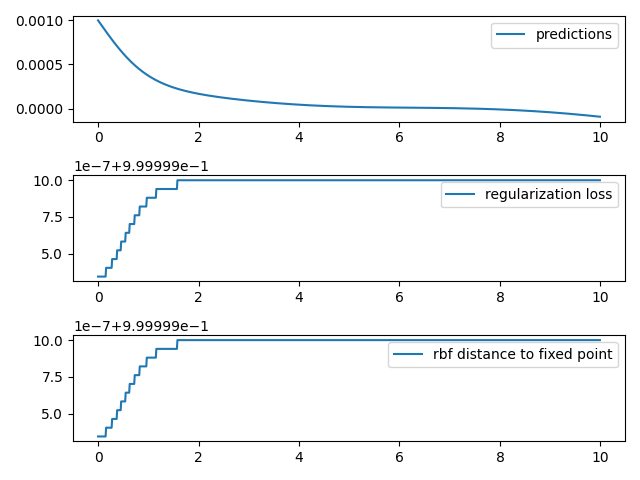 0.0010
predictions
0.0005
0.0000
0 2 4 6 8 10
1e−7+9.99999e−1
10.0
regularization loss
7.5
5.0
0 2 4 6 8 10
1e−7+9.99999e−1
10.0
rbf distance to fixed point
7.5
5.0
0 2 4 6 8 10